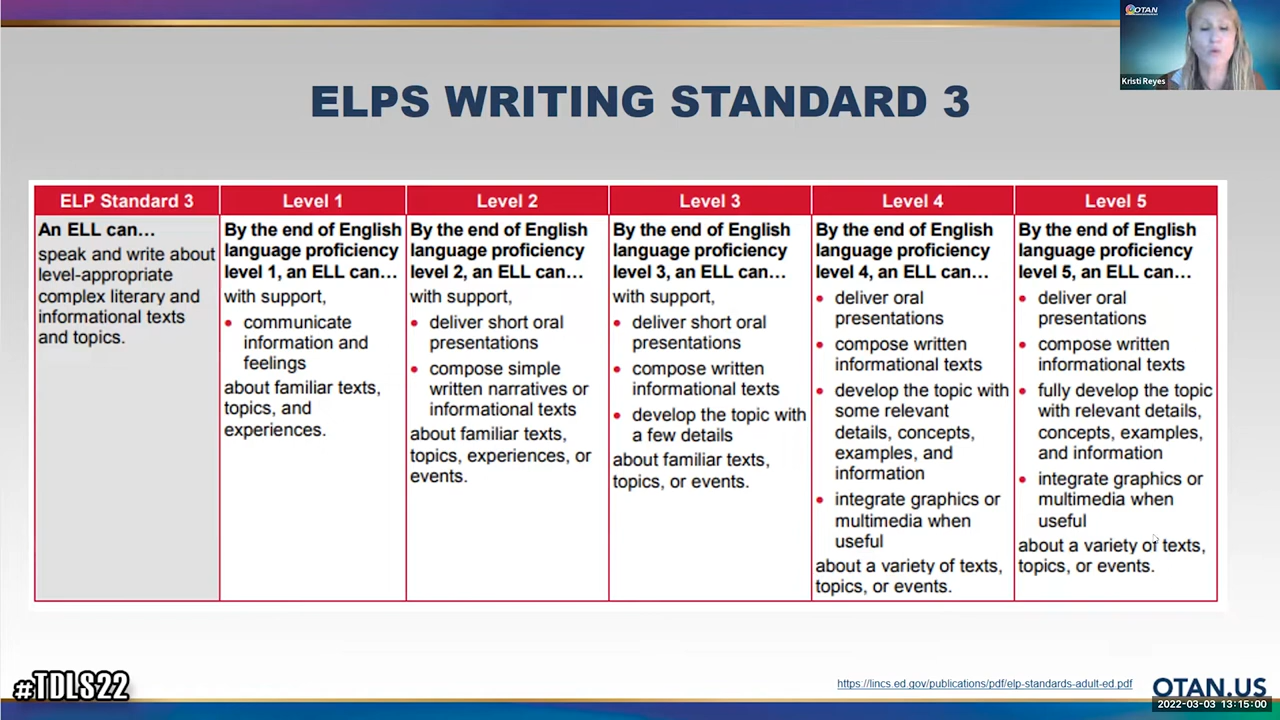 OTAN
Kristi Reyes
ELPS WRITING STANDARD 3
ELP Standard 3
An ELL can...
speak and write about
level-appropriate
complex literary and
informational texts
and topics.
Level 1
By the end of English
language proficiency
level 1, an ELL can...
with support,
• communicate
information and
feelings
about familiar texts,
topics, and
experiences.
Level 2
By the end of English
language proficiency
level 2, an ELL can...
with support,
• deliver short oral
presentations
• compose simple
written narratives or
informational texts
about familiar texts,
topics, experiences, or
events.
Level 3
By the end of English
language proficiency
level 3, an ELL can...
with support,
• deliver short oral
presentations
• compose written
informational texts
• develop the topic with
a few details
about familiar texts,
topics, or events.
Level 4
By the end of English
language proficiency
level 4, an ELL can...
• deliver oral
presentations
• compose written
informational texts
• develop the topic with
some relevant
details, concepts,
examples, and
information
• integrate graphics or
multimedia when
useful
about a variety of texts,
topics, or events.
Level 5
By the end of English
language proficiency
level 5, an ELL can...
• deliver oral
presentations
• compose written
informational texts
• fully develop the topic
with relevant details,
concepts, examples,
and information
• integrate graphics or
multimedia when
useful
about a variety of texts,
topics, or events.
#TDLS22
https://lincs.ed.gov/publications/pdf/elp-standards-adult-ed.pdf
OTAN.US
2022-03-03 13:15:00